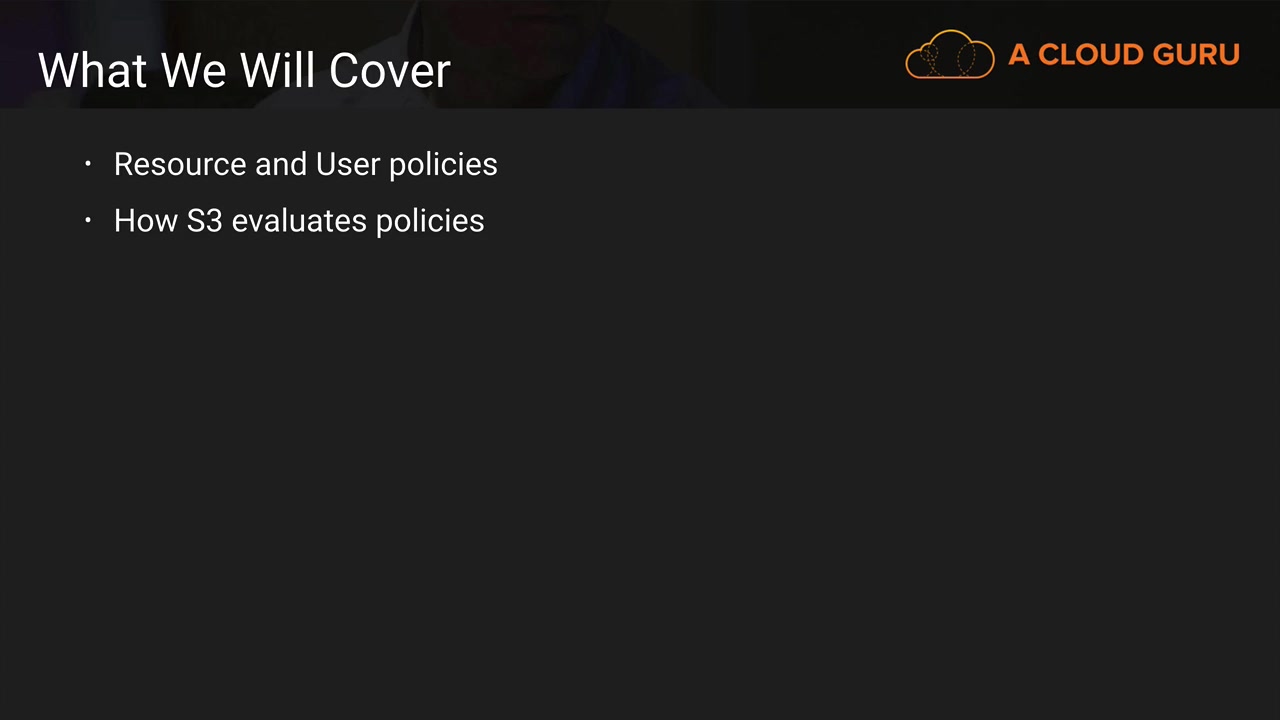 What We Will Cover
A CLOUD GURU
• Resource and User policies
• How S3 evaluates policies